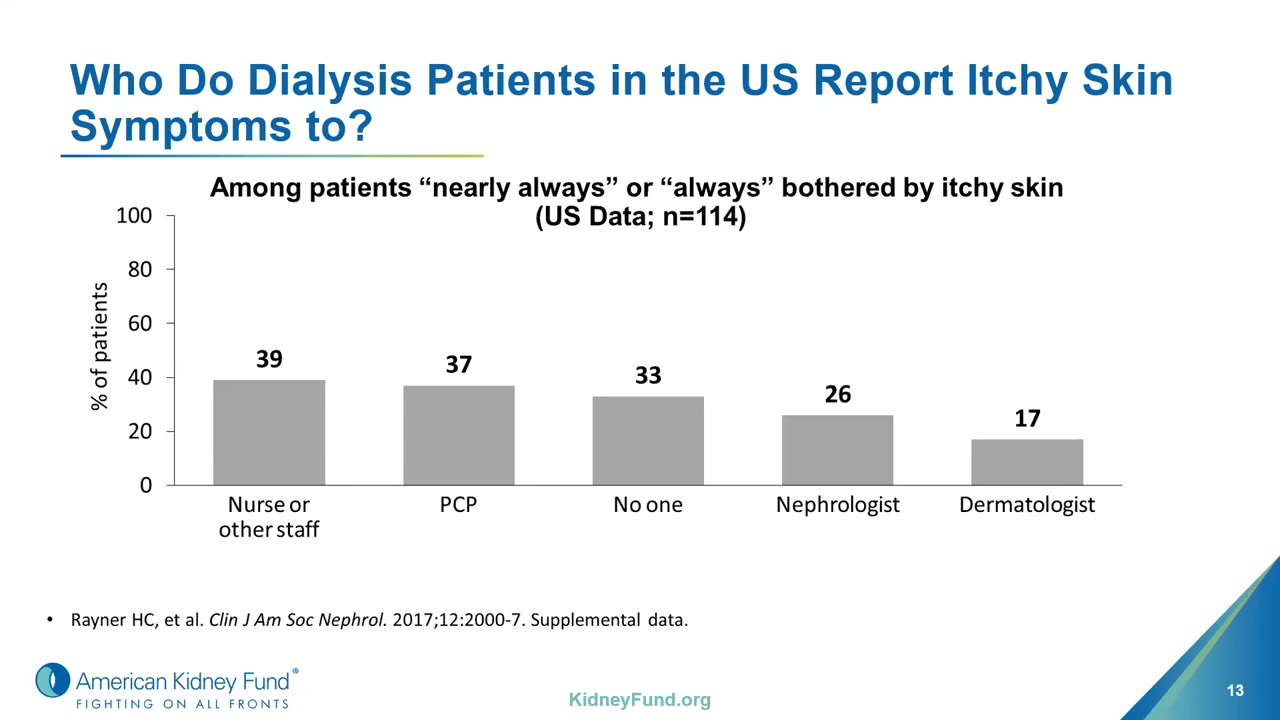 Who Do Dialysis Patients in the US Report Itchy Skin
Symptoms to?
Among patients “nearly always” or “always” bothered by itchy skin
(US Data; n=114)
% of patients
100
80
60
40
20
0
39
37
33
26
17
Nurse or
other staff
PCP
No one
Nephrologist
Dermatologist
• Rayner HC, et al. Clin J Am Soc Nephrol. 2017;12:2000-7. Supplemental data.
American Kidney Fund®
FIGHTING ON ALL FRONTS
KidneyFund.org
13